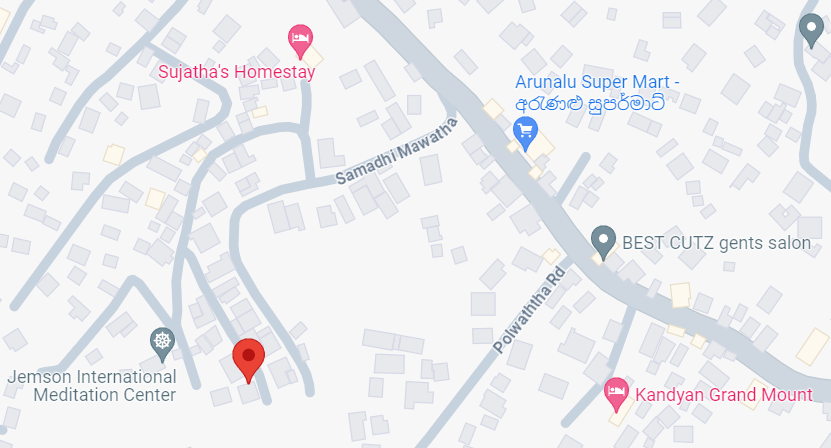 Sujatha's Homestay
Arunalu Super Mart -
අරුණළු සුපර්මාට්
Samadhi Mawatha
BEST CUTZ gents salon
Polwaththa Rd
Jemson International
Meditation Center
Kandyan Grand Mount